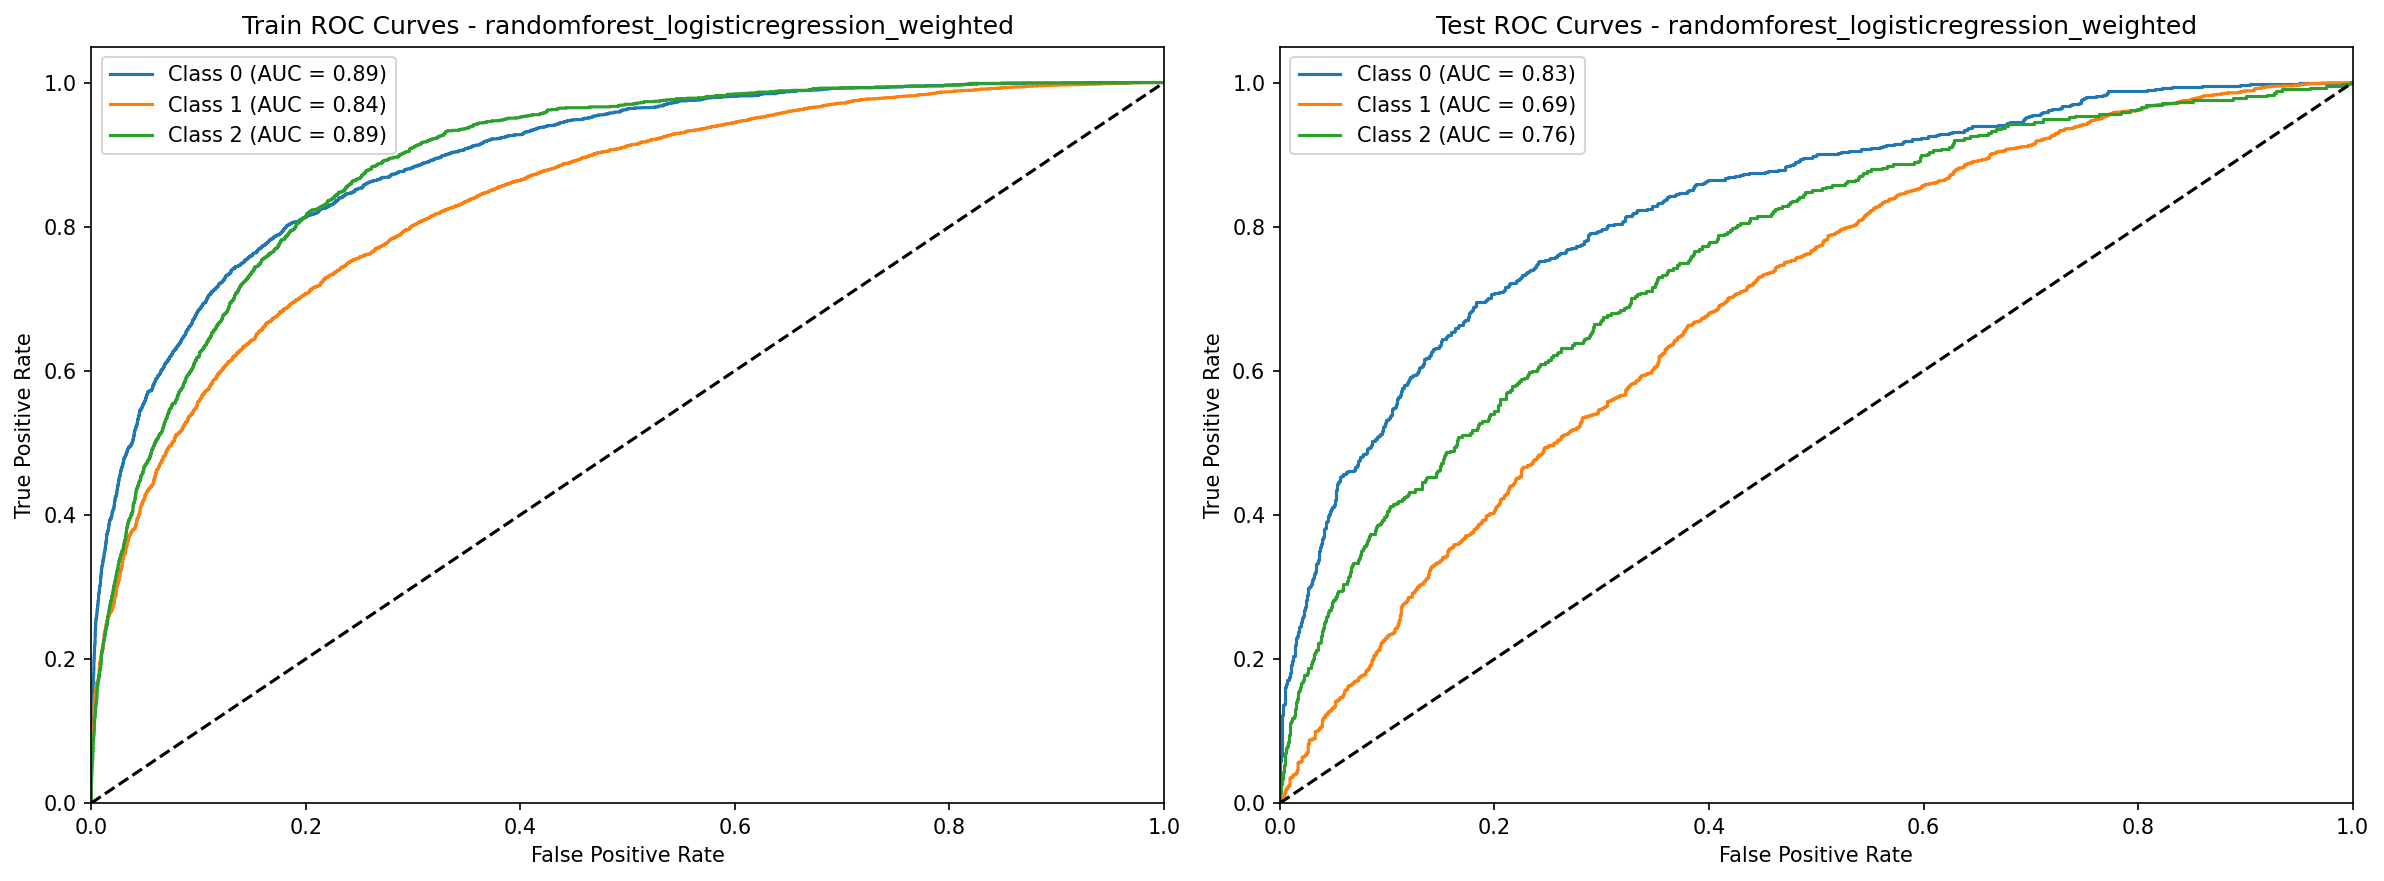 Train ROC Curves - randomforest_logisticregression_weighted
Class 0 (AUC = 0.89)
Class 1 (AUC = 0.84)
Class 2 (AUC = 0.89)
True Positive Rate
1.0
0.8
0.6
0.4
0.2
0.0
0.0 0.2 0.4 0.6 0.8 1.0
False Positive Rate
Test ROC Curves - randomforest_logisticregression_weighted
Class 0 (AUC = 0.83)
Class 1 (AUC = 0.69)
Class 2 (AUC = 0.76)
True Positive Rate
1.0
0.8
0.6
0.4
0.2
0.0
0.0 0.2 0.4 0.6 0.8 1.0
False Positive Rate